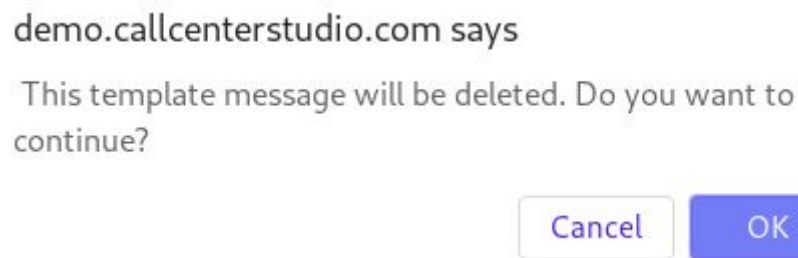 demo.callcenterstudio.com says
This template message will be deleted. Do you want to
continue?
Cancel OK